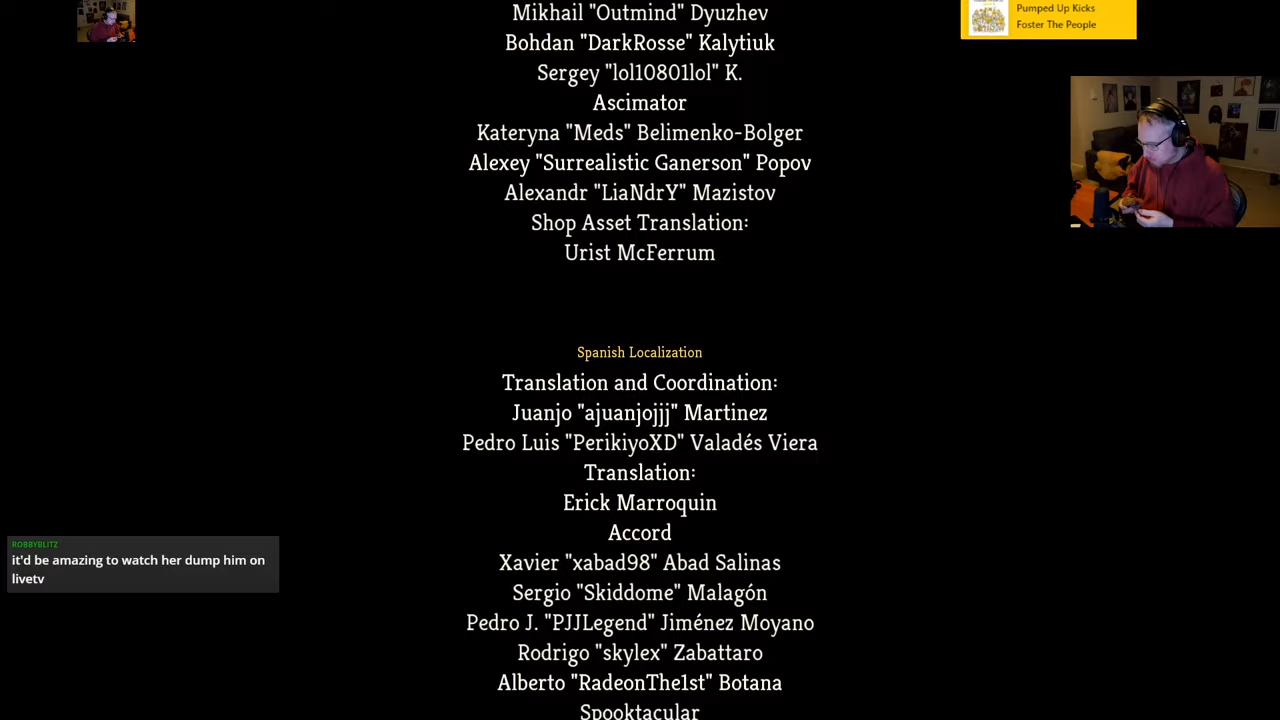 Pumped Up Kicks
Foster The People
Mikhail "Outmind" Dyuzhev
Bohdan "DarkRosse" Kalytiuk
Sergey "lol10801lol" K.
Ascimator
Kateryna "Meds" Belimenko-Bolger
Alexey "Surrealistic Ganerson" Popov
Alexandr "LiaNdrY" Mazistov
Shop Asset Translation:
Urist McFerrum
Spanish Localization
Translation and Coordination:
Juanjo "ajuanjojjj" Martinez
Pedro Luis "PerikiyoXD" Valadés Viera
Translation:
Erick Marroquin
Accord
Xavier "xabad98" Abad Salinas
Sergio "Skiddome" Malagón
Pedro J. "PJJLegend" Jiménez Moyano
Rodrigo "skylex" Zabattaro
Alberto "RadeonThe1st" Botana
Spooktacular
ROBBYBLITZ
it'd be amazing to watch her dump him on
livetv